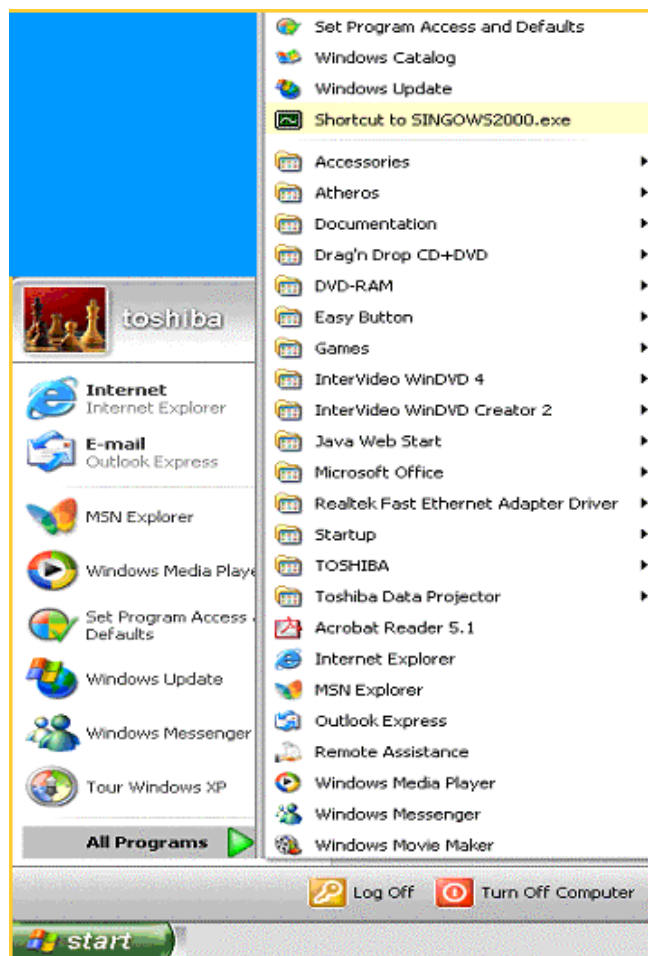 Set Program Access and Defaults
Windows Catalog
Windows Update
Shortcut to SINGOWS2000.exe
Accessories
Atheros
Documentation
Drag'n Drop CD+DVD
DVD-RAM
Easy Button
Games
InterVideo WinDVD 4
InterVideo WinDVD Creator 2
Java Web Start
Microsoft Office
Realtek Fast Ethernet Adapter Driver
Startup
TOSHIBA
Toshiba Data Projector
Acrobat Reader 5.1
Internet Explorer
MSN Explorer
Outlook Express
Remote Assistance
Windows Media Player
Windows Messenger
Windows Movie Maker
toshiba
Internet
Internet Explorer
E-mail
Outlook Express
MSN Explorer
Windows Media Playe
Set Program Access
Defaults
Windows Update
Windows Messenger
Tour Windows XP
All Programs
Log Off
Turn Off Computer
start